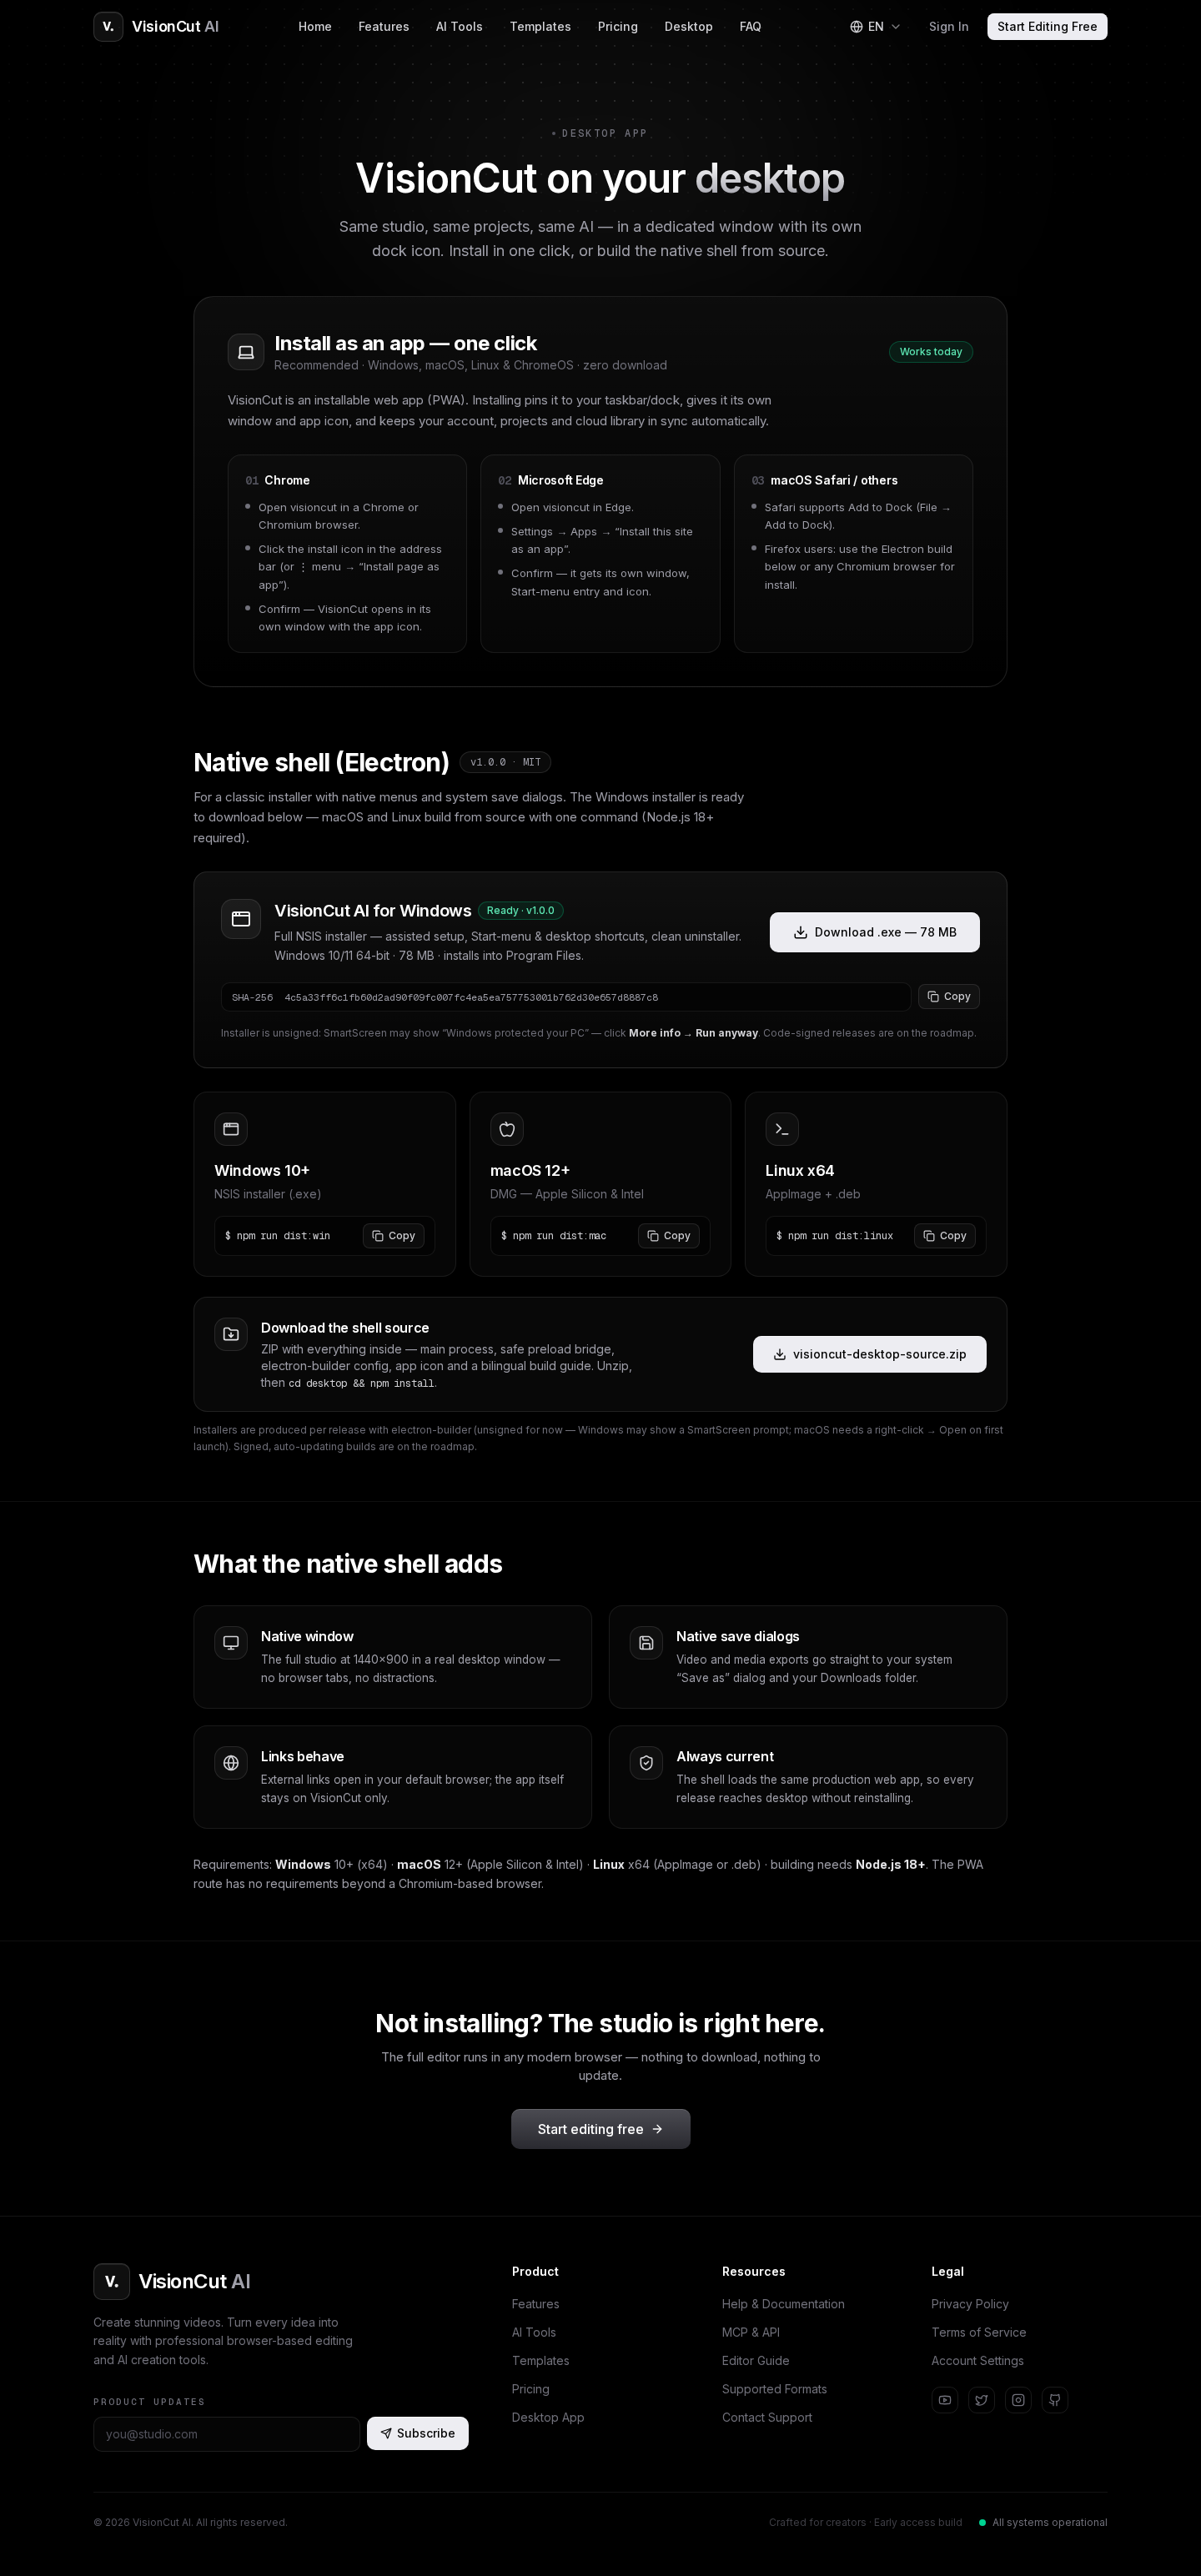 V. VisionCut AI
Home Features AI Tools Templates Pricing Desktop FAQ
EN Sign In Start Editing Free
DESKTOP APP
VisionCut on your desktop
Same studio, same projects, same AI — in a dedicated window with its own
dock icon. Install in one click, or build the native shell from source.
Install as an app — one click
Recommended · Windows, macOS, Linux & ChromeOS · zero download
Works today
VisionCut is an installable web app (PWA). Installing pins it to your taskbar/dock, gives it its own
window and app icon, and keeps your account, projects and cloud library in sync automatically.
01 Chrome
Open visioncut in a Chrome or
Chromium browser.
Click the install icon in the address
bar (or ⋮ menu → “Install page as
app”).
Confirm — VisionCut opens in its
own window with the app icon.
02 Microsoft Edge
Open visioncut in Edge.
Settings → Apps → “Install this site
as an app”.
Confirm — it gets its own window,
Start-menu entry and icon.
03 macOS Safari / others
Safari supports Add to Dock (File →
Add to Dock).
Firefox users: use the Electron build
below or any Chromium browser for
install.
Native shell (Electron) v1.0.0 · MIT
For a classic installer with native menus and system save dialogs. The Windows installer is ready
to download below — macOS and Linux build from source with one command (Node.js 18+
required).
VisionCut AI for Windows Ready · v1.0.0
Full NSIS installer — assisted setup, Start-menu & desktop shortcuts, clean uninstaller.
Windows 10/11 64-bit · 78 MB · installs into Program Files.
Download .exe — 78 MB
SHA-256 4c5a33ff6c1fb60d2ad90f09fc007fc4ea5ea757753001b762d30e657d8887c8
Copy
Installer is unsigned: SmartScreen may show “Windows protected your PC” — click More info → Run anyway. Code-signed releases are on the roadmap.
Windows 10+
NSIS installer (.exe)
$ npm run dist:win Copy
macOS 12+
DMG — Apple Silicon & Intel
$ npm run dist:mac Copy
Linux x64
AppImage + .deb
$ npm run dist:linux Copy
Download the shell source
ZIP with everything inside — main process, safe preload bridge,
electron-builder config, app icon and a bilingual build guide. Unzip,
then cd desktop && npm install.
visioncut-desktop-source.zip
Installers are produced per release with electron-builder (unsigned for now — Windows may show a SmartScreen prompt; macOS needs a right-click → Open on first
launch). Signed, auto-updating builds are on the roadmap.
What the native shell adds
Native window
The full studio at 1440×900 in a real desktop window —
no browser tabs, no distractions.
Native save dialogs
Video and media exports go straight to your system
“Save as” dialog and your Downloads folder.
Links behave
External links open in your default browser; the app itself
stays on VisionCut only.
Always current
The shell loads the same production web app, so every
release reaches desktop without reinstalling.
Requirements: Windows 10+ (x64) · macOS 12+ (Apple Silicon & Intel) · Linux x64 (AppImage or .deb) · building needs Node.js 18+. The PWA
route has no requirements beyond a Chromium-based browser.
Not installing? The studio is right here.
The full editor runs in any modern browser — nothing to download, nothing to
update.
Start editing free →
V. VisionCut AI
Create stunning videos. Turn every idea into
reality with professional browser-based editing
and AI creation tools.
PRODUCT UPDATES
you@studio.com Subscribe
Product
Features
AI Tools
Templates
Pricing
Desktop App
Resources
Help & Documentation
MCP & API
Editor Guide
Supported Formats
Contact Support
Legal
Privacy Policy
Terms of Service
Account Settings
© 2026 VisionCut AI. All rights reserved.
Crafted for creators · Early access build All systems operational